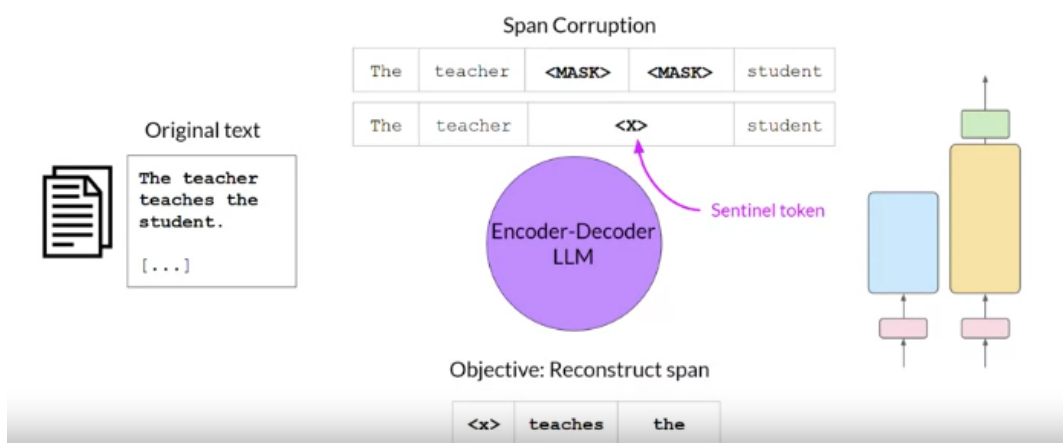 Span Corruption
The teacher <MASK> <MASK> student
The teacher <X> student
Original text
The teacher
teaches the
student.
[...]
Sentinel token
Encoder-Decoder
LLM
Objective: Reconstruct span
<x> teaches the